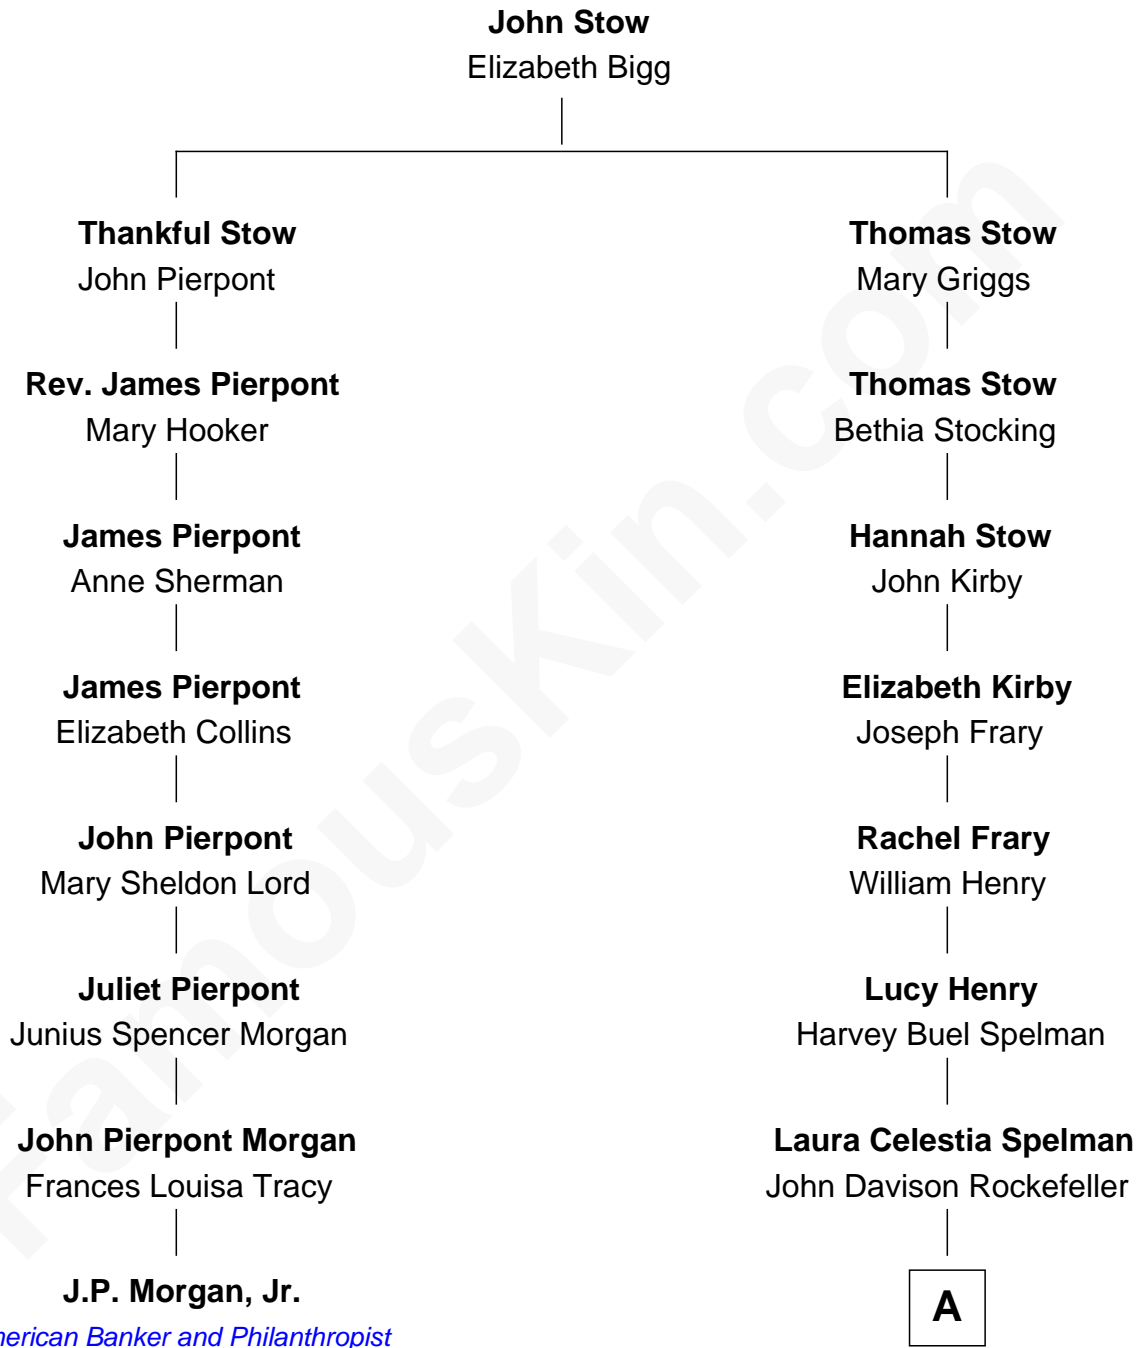 John Stow
Elizabeth Bigg
Thankful Stow
John Pierpont
Thomas Stow
Mary Griggs
Rev. James Pierpont
Mary Hooker
Thomas Stow
Bethia Stocking
James Pierpont
Anne Sherman
Hannah Stow
John Kirby
James Pierpont
Elizabeth Collins
Elizabeth Kirby
Joseph Frary
John Pierpont
Mary Sheldon Lord
Rachel Frary
William Henry
Juliet Pierpont
Junius Spencer Morgan
Lucy Henry
Harvey Buel Spelman
John Pierpont Morgan
Frances Louisa Tracy
Laura Celestia Spelman
John Davison Rockefeller
J.P. Morgan, Jr.
merican Banker and Philanthropist
A
FamousKin.com